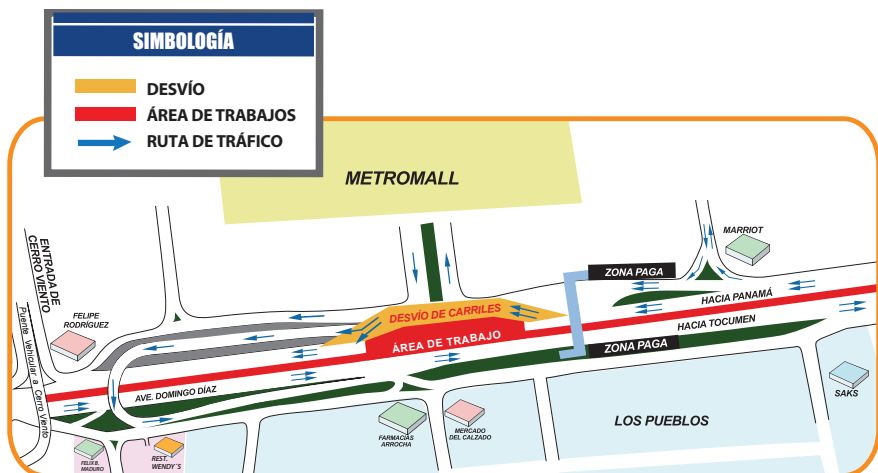 SIMBOLOGÍA
DESVÍO
ÁREA DE TRABAJOS
RUTA DE TRÁFICO
METROMALL
ENTRADA DE
CERRO VIENTO
Puente Vehicular a Cerro Viento
FELIPE
RODRÍGUEZ
MARRIOT
ZONA PAGA
HACIA PANAMÁ
DESVÍO DE CARRILES
ÁREA DE TRABAJO
HACIA TOCUMEN
ZONA PAGA
AVE. DOMINGO DÍAZ
SAKS
LOS PUEBLOS
FARMACIAS
ARROCHA
MERCADO
DEL CALZADO
FELIX B.
MADURO
REST.
WENDY´S